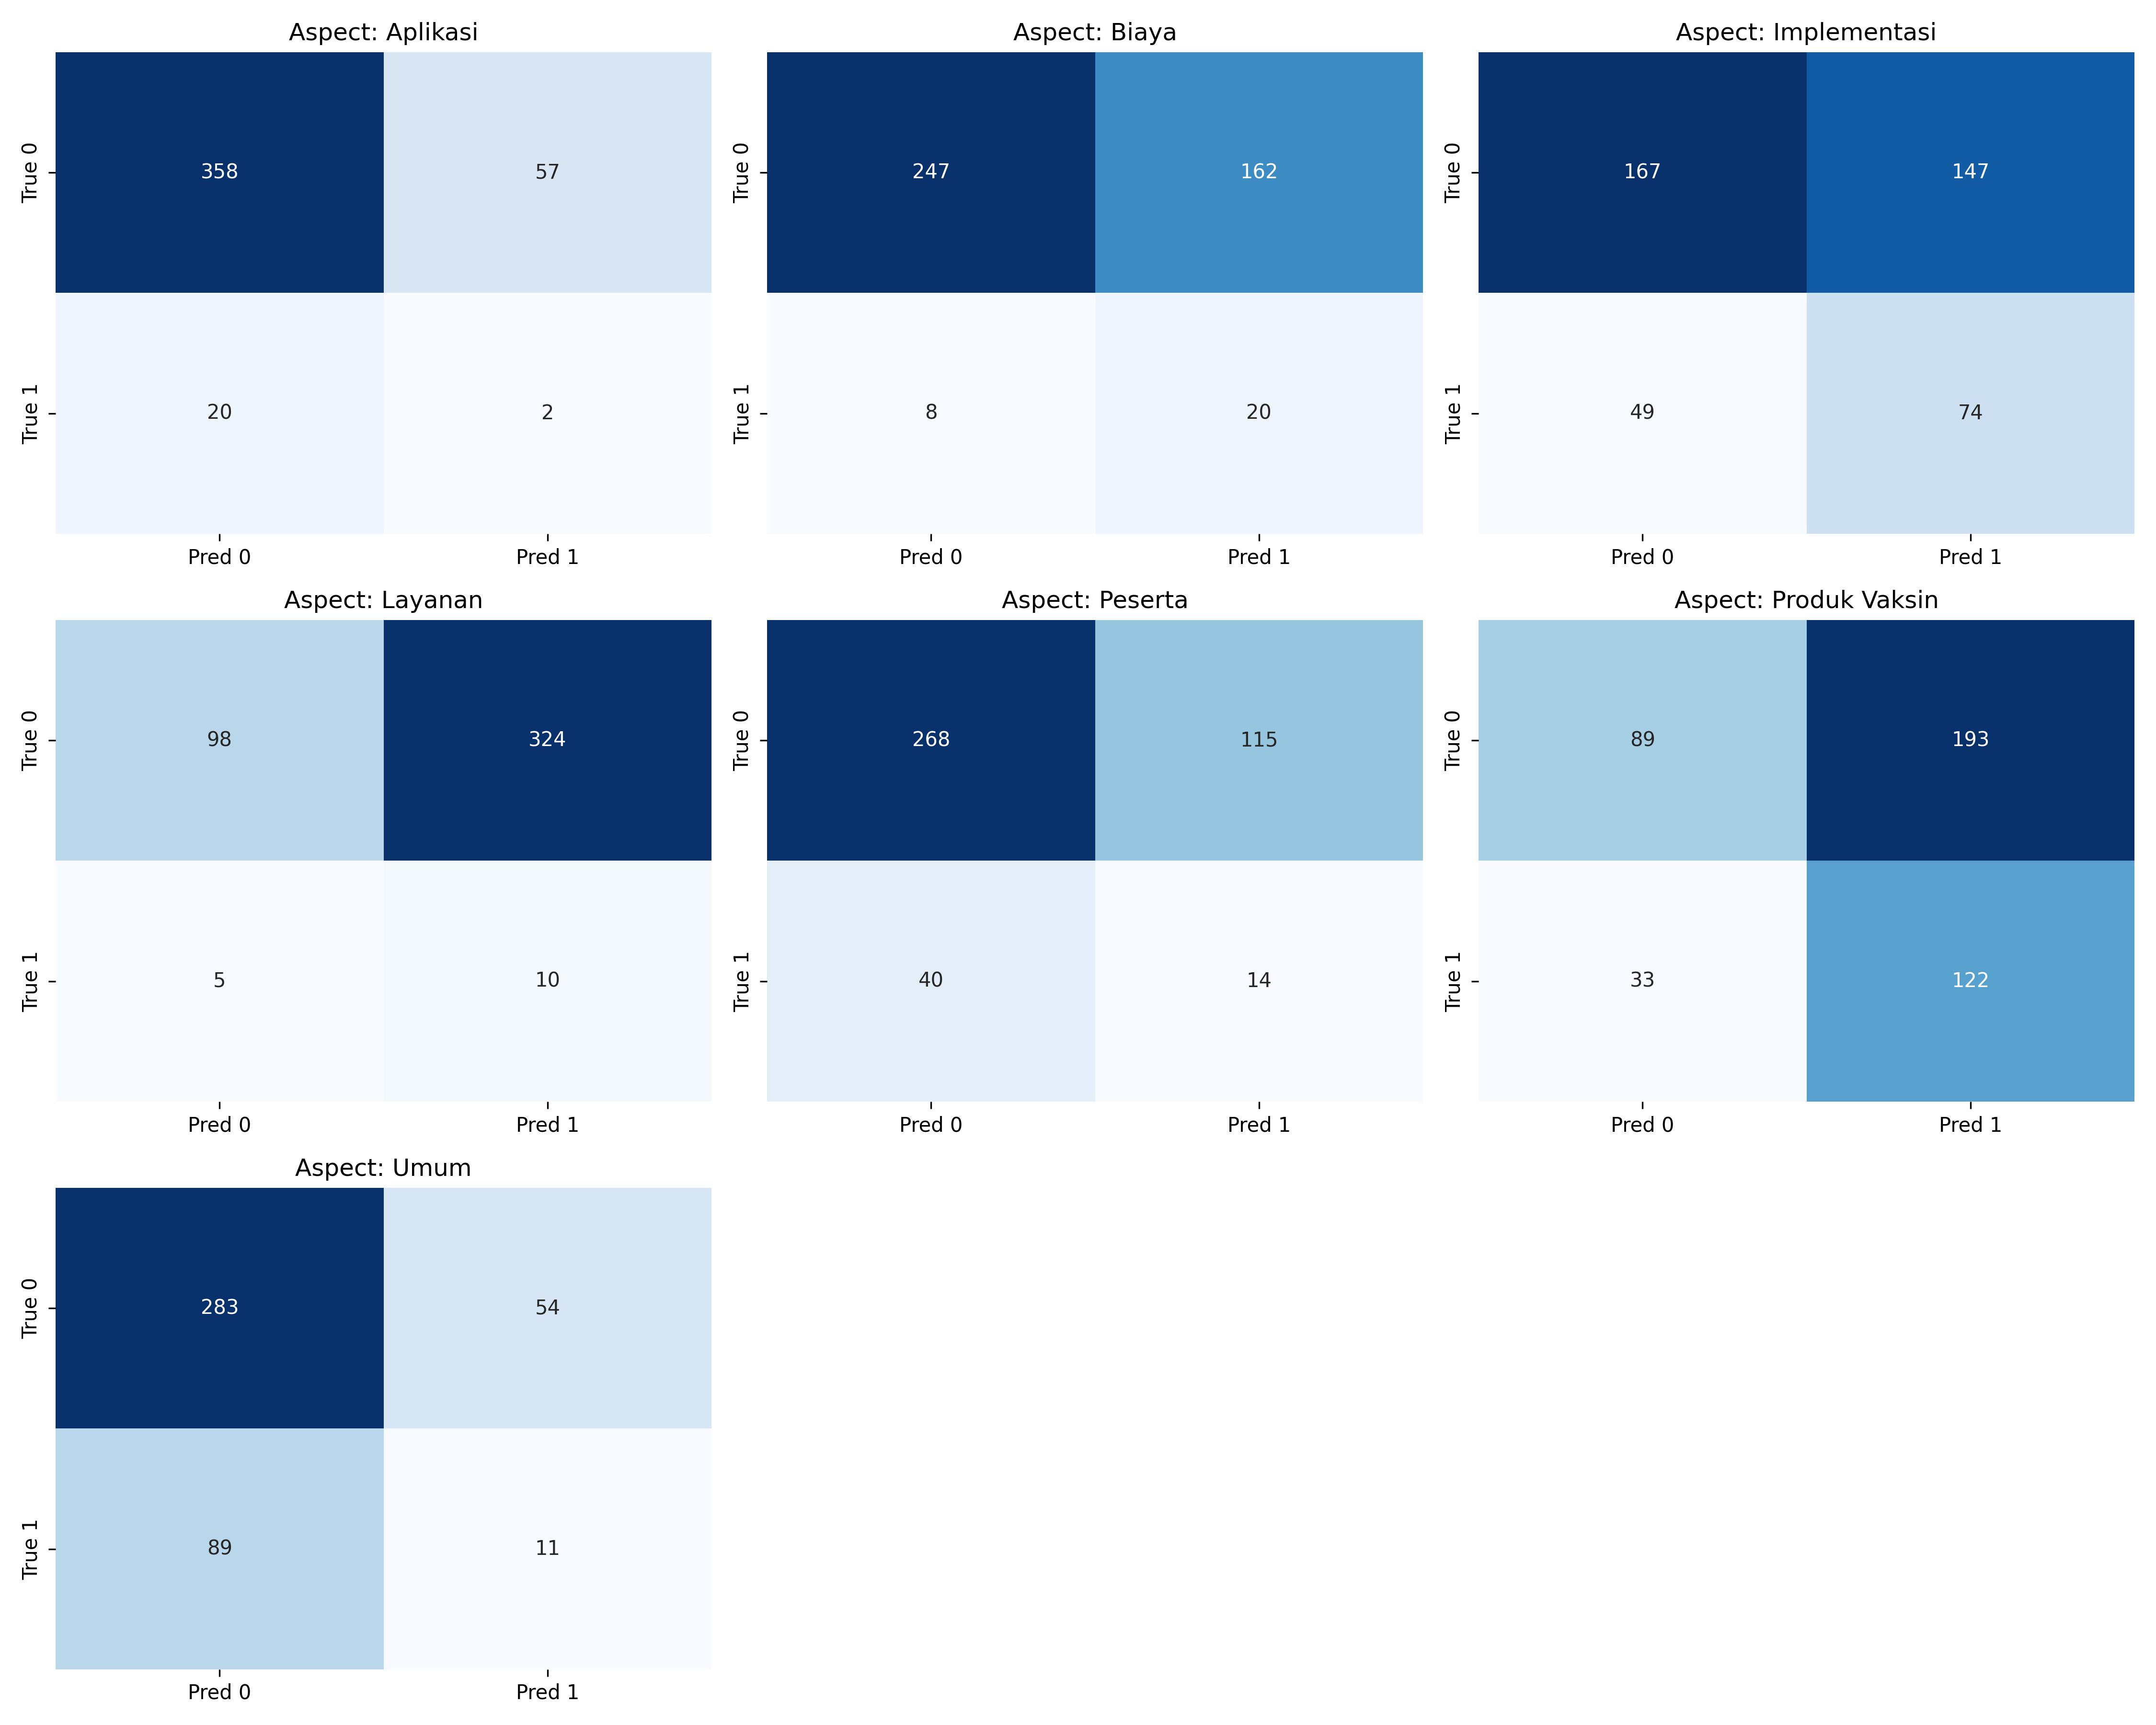 Aspect: Aplikasi
True 0
358
57
True 1
20
2
Pred 0
Pred 1
Aspect: Biaya
True 0
247
162
True 1
8
20
Pred 0
Pred 1
Aspect: Implementasi
True 0
167
147
True 1
49
74
Pred 0
Pred 1
Aspect: Layanan
True 0
98
324
True 1
5
10
Pred 0
Pred 1
Aspect: Peserta
True 0
268
115
True 1
40
14
Pred 0
Pred 1
Aspect: Produk Vaksin
True 0
89
193
True 1
33
122
Pred 0
Pred 1
Aspect: Umum
True 0
283
54
True 1
89
11
Pred 0
Pred 1